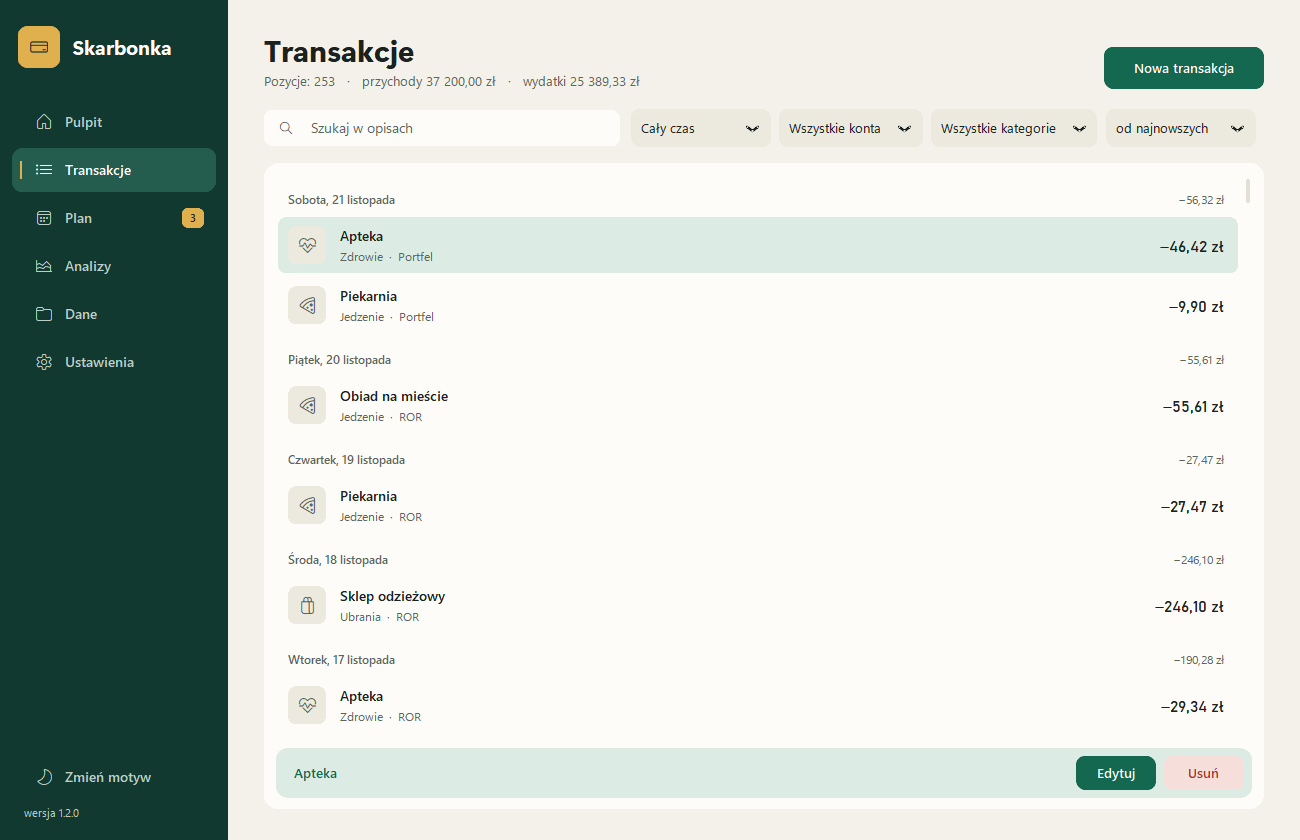 Skarbonka
Pulpit
Transakcje
Plan
3
Analizy
Dane
Ustawienia
Zmień motyw
wersja 1.2.0
Transakcje
Pozycje: 253 · przychody 37 200,00 zł · wydatki 25 389,33 zł
Nowa transakcja
Szukaj w opisach
Cały czas
Wszystkie konta
Wszystkie kategorie
od najnowszych
Sobota, 21 listopada
−56,32 zł
Apteka
Zdrowie · Portfel
−46,42 zł
Piekarnia
Jedzenie · Portfel
−9,90 zł
Piątek, 20 listopada
−55,61 zł
Obiad na mieście
Jedzenie · ROR
−55,61 zł
Czwartek, 19 listopada
−27,47 zł
Piekarnia
Jedzenie · ROR
−27,47 zł
Środa, 18 listopada
−246,10 zł
Sklep odzieżowy
Ubrania · ROR
−246,10 zł
Wtorek, 17 listopada
−190,28 zł
Apteka
Zdrowie · ROR
−29,34 zł
Apteka
Edytuj
Usuń